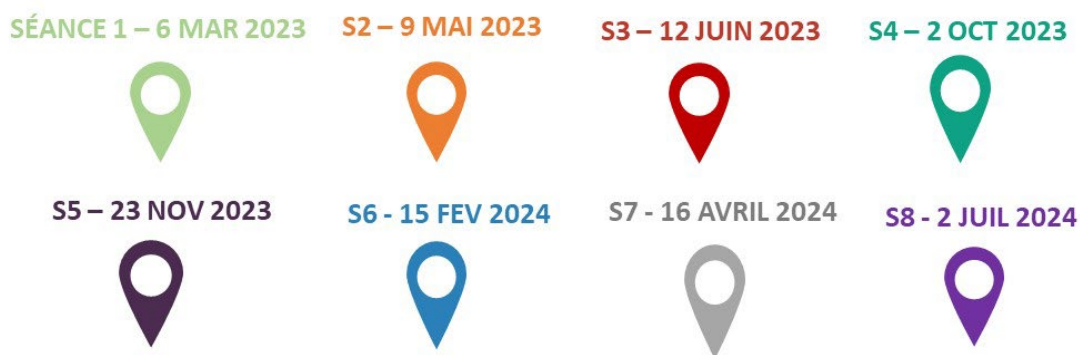 SÉANCE 1 – 6 MAR 2023
S2 – 9 MAI 2023
S3 – 12 JUIN 2023
S4 – 2 OCT 2023
S5 – 23 NOV 2023
S6 - 15 FEV 2024
S7 - 16 AVRIL 2024
S8 - 2 JUIL 2024